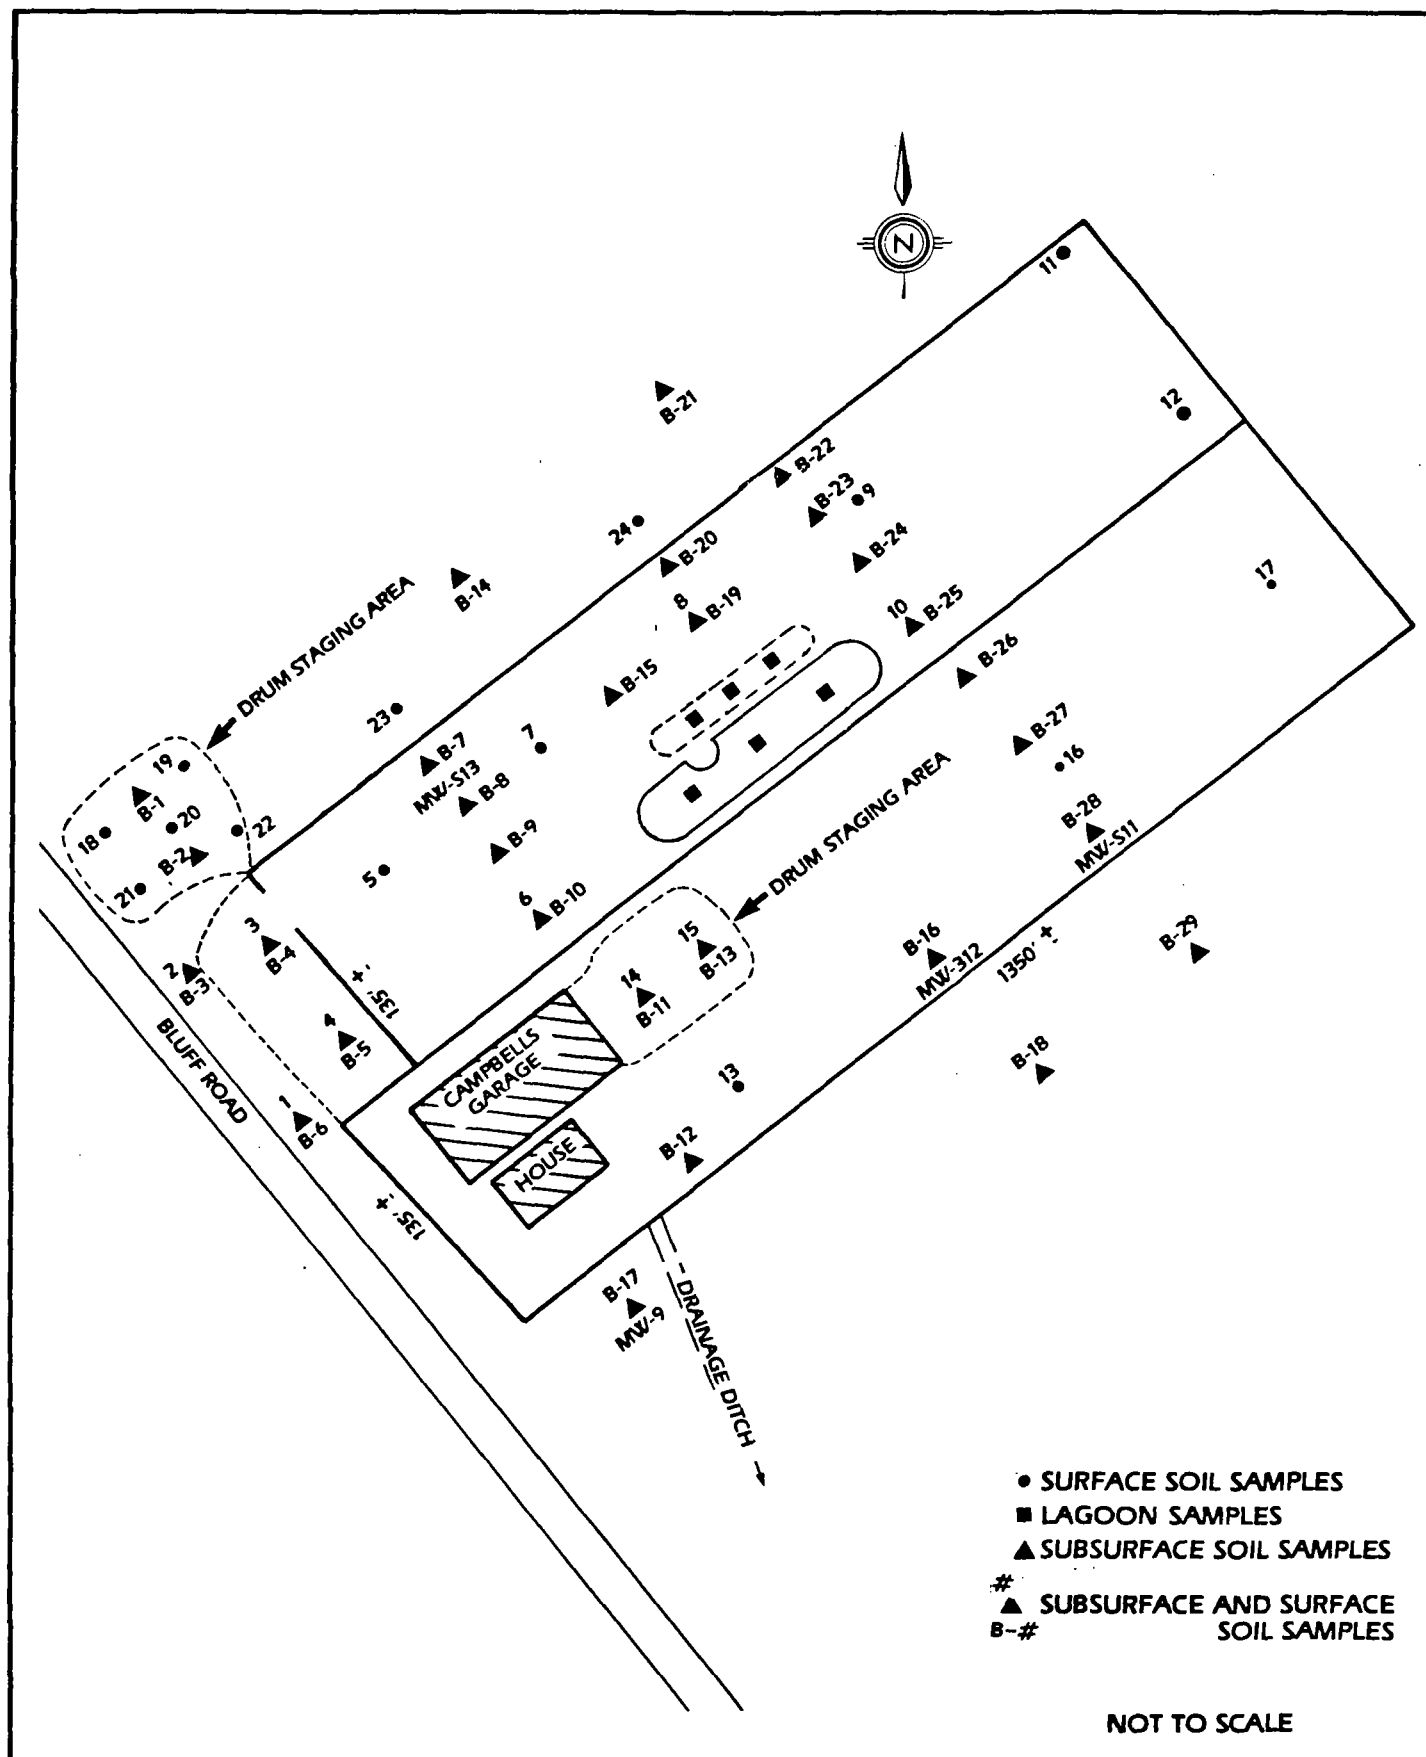 N
11
12
B-21
B-22
B-23
9
24
B-20
B-24
B-14
8
B-19
17
10
B-25
DRUM STAGING AREA
B-15
B-26
23
7
B-7
MW-S13
B-8
B-27
16
19
B-1
18
20
22
B-2
21
B-9
5
6
B-10
DRUM STAGING AREA
B-28
MW-S11
3
B-4
2
B-3
15
B-13
14
B-11
B-16
MW-312
1350' +
B-29
135' +
4
B-5
BLUFF ROAD
CAMPBELLS
GARAGE
B-18
13
1
B-6
HOUSE
B-12
135' +
B-17
MW-9
DRAINAGE DITCH
SURFACE SOIL SAMPLES
LAGOON SAMPLES
SUBSURFACE SOIL SAMPLES
#
SUBSURFACE AND SURFACE
B-# SOIL SAMPLES
NOT TO SCALE